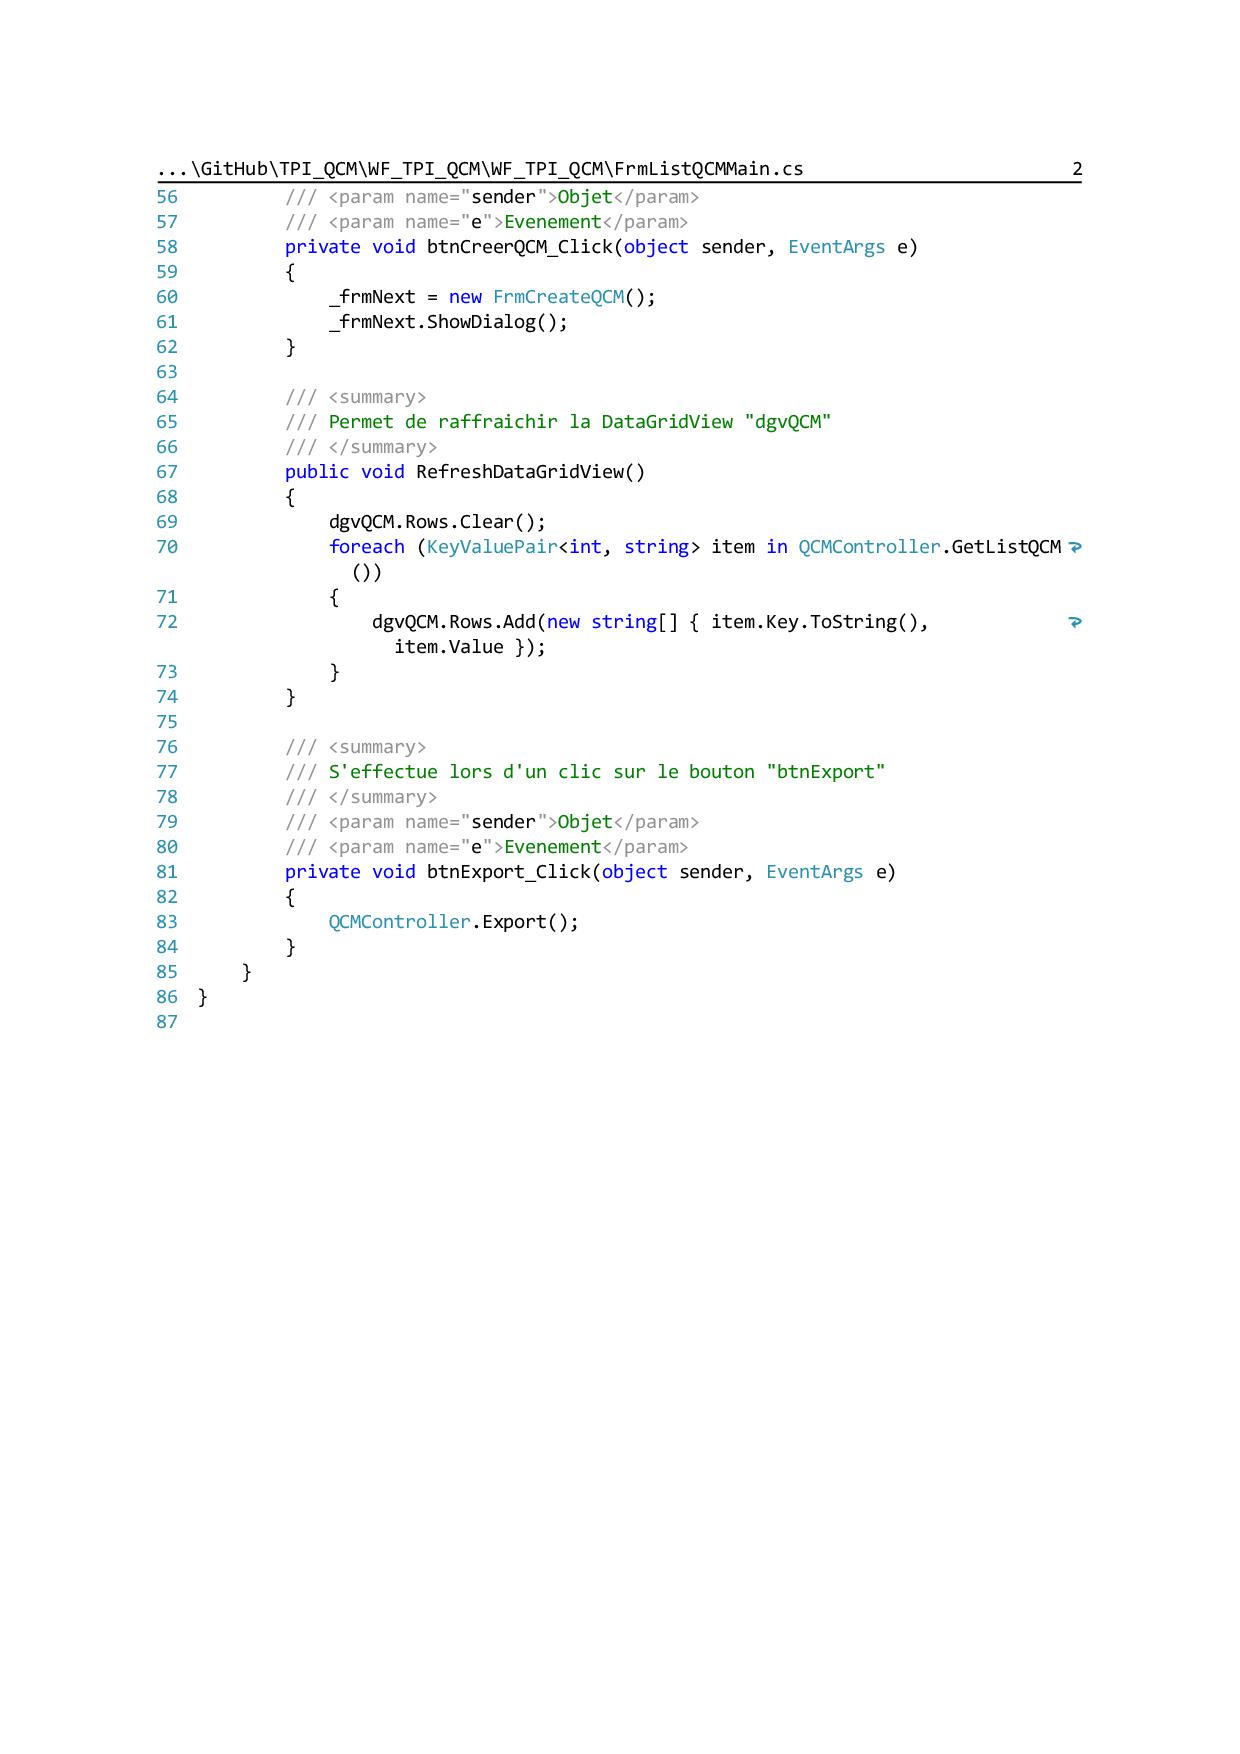 ...\GitHub\TPI_QCM\WF_TPI_QCM\WF_TPI_QCM\FrmListQCMMain.cs 2
56 /// <param name="sender">Objet</param>
57 /// <param name="e">Evenement</param>
58 private void btnCreerQCM_Click(object sender, EventArgs e)
59 {
60 _frmNext = new FrmCreateQCM();
61 _frmNext.ShowDialog();
62 }
63
64 /// <summary>
65 /// Permet de raffraichir la DataGridView "dgvQCM"
66 /// </summary>
67 public void RefreshDataGridView()
68 {
69 dgvQCM.Rows.Clear();
70 foreach (KeyValuePair<int, string> item in QCMController.GetListQCM
())
71 {
72 dgvQCM.Rows.Add(new string[] { item.Key.ToString(),
item.Value });
73 }
74 }
75
76 /// <summary>
77 /// S'effectue lors d'un clic sur le bouton "btnExport"
78 /// </summary>
79 /// <param name="sender">Objet</param>
80 /// <param name="e">Evenement</param>
81 private void btnExport_Click(object sender, EventArgs e)
82 {
83 QCMController.Export();
84 }
85 }
86 }
87